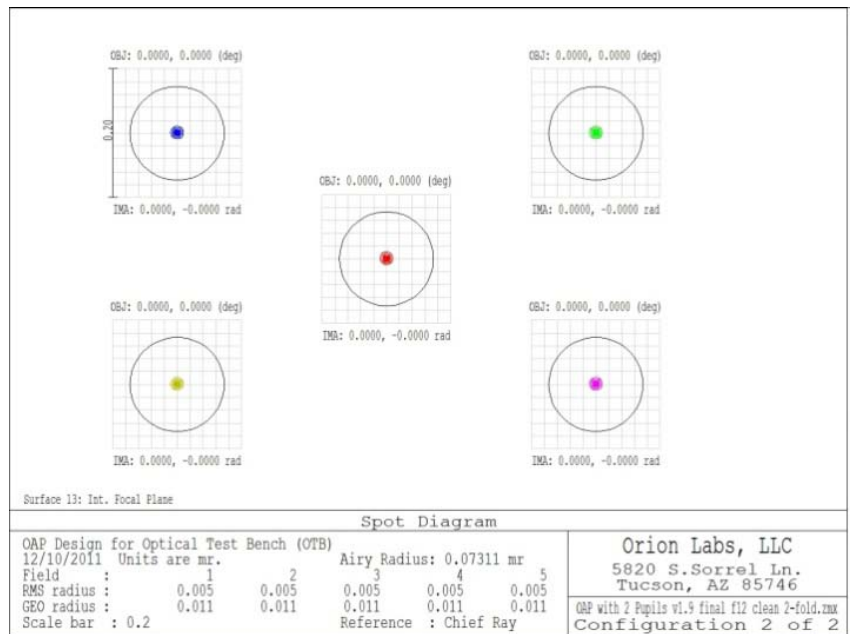 OBJ: 0.0000, 0.0000 (deg)
OBJ: 0.0000, 0.0000 (deg)
0.20
IMA: 0.0000, -0.0000 rad
IMA: 0.0000, -0.0000 rad
OBJ: 0.0000, 0.0000 (deg)
IMA: 0.0000, -0.0000 rad
OBJ: 0.0000, 0.0000 (deg)
OBJ: 0.0000, 0.0000 (deg)
IMA: 0.0000, -0.0000 rad
IMA: 0.0000, -0.0000 rad
Surface 13: Int. Focal Plane
Spot Diagram
OAP Design for Optical Test Bench (OTB)
12/10/2011 Units are mr. Airy Radius: 0.07311 mr
Field : 1 2 3 4 5
RMS radius : 0.005 0.005 0.005 0.005 0.005
GEO radius : 0.011 0.011 0.011 0.011 0.011
Scale bar : 0.2 Reference : Chief Ray
Orion Labs, LLC
5820 S.Sorrel Ln.
Tucson, AZ 85746
OAP with 2 Pupils v1.9 final f12 clean 2-fold.zmx
Configuration 2 of 2